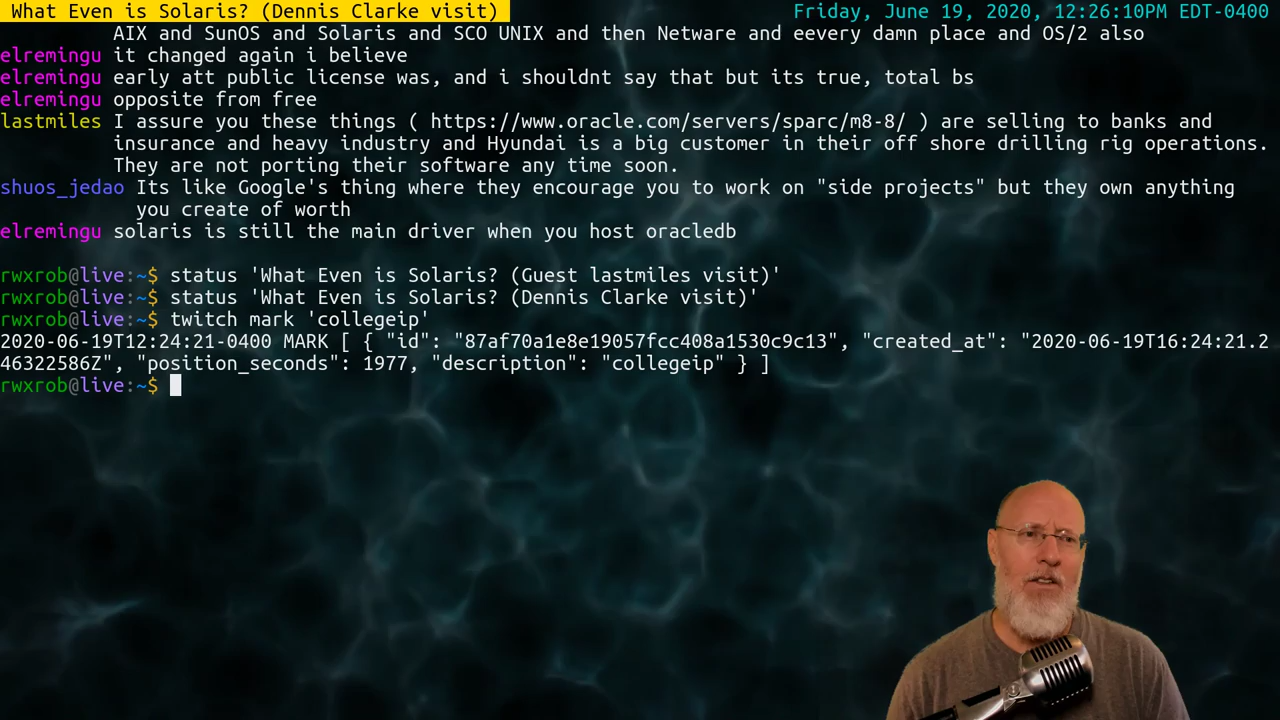 What Even is Solaris? (Dennis Clarke visit)
Friday, June 19, 2020, 12:26:10PM EDT-0400
AIX and SunOS and Solaris and SCO UNIX and then Netware and eevery damn place and OS/2 also
elremingu it changed again i believe
elremingu early att public license was, and i shouldnt say that but its true, total bs
elremingu opposite from free
lastmiles I assure you these things ( https://www.oracle.com/servers/sparc/m8-8/ ) are selling to banks and
insurance and heavy industry and Hyundai is a big customer in their off shore drilling rig operations.
They are not porting their software any time soon.
shuos_jedao Its like Google's thing where they encourage you to work on "side projects" but they own anything
you create of worth
elremingu solaris is still the main driver when you host oracledb
rwxrob@live:~$ status 'What Even is Solaris? (Guest lastmiles visit)'
rwxrob@live:~$ status 'What Even is Solaris? (Dennis Clarke visit)'
rwxrob@live:~$ twitch mark 'collegeip'
2020-06-19T12:24:21-0400 MARK [ { "id": "87af70a1e8e19057fcc408a1530c9c13", "created_at": "2020-06-19T16:24:21.2
46322586Z", "position_seconds": 1977, "description": "collegeip" } ]
rwxrob@live:~$